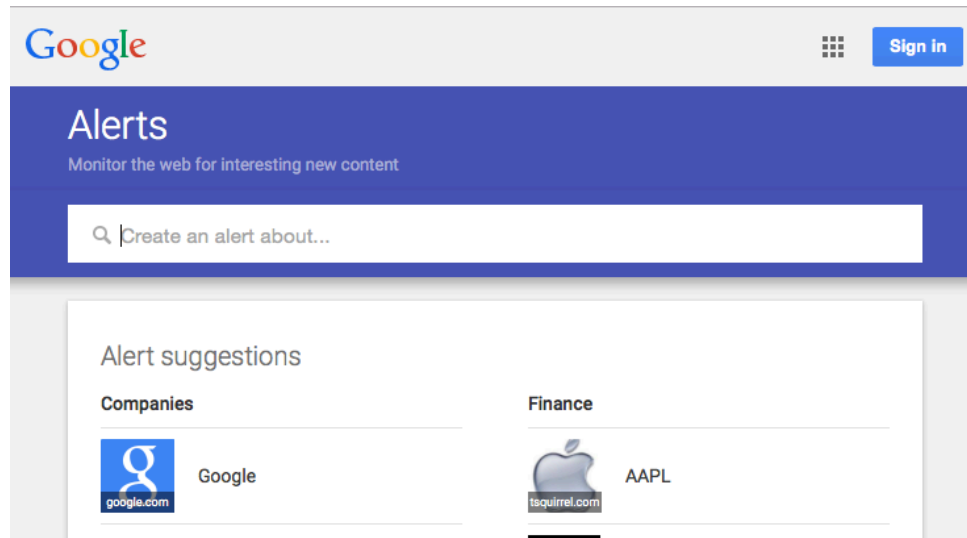 Google
Sign in
Alerts
Monitor the web for interesting new content
Create an alert about...
Alert suggestions
Companies
Finance
g
google.com
Google
tsquirrel.com
AAPL